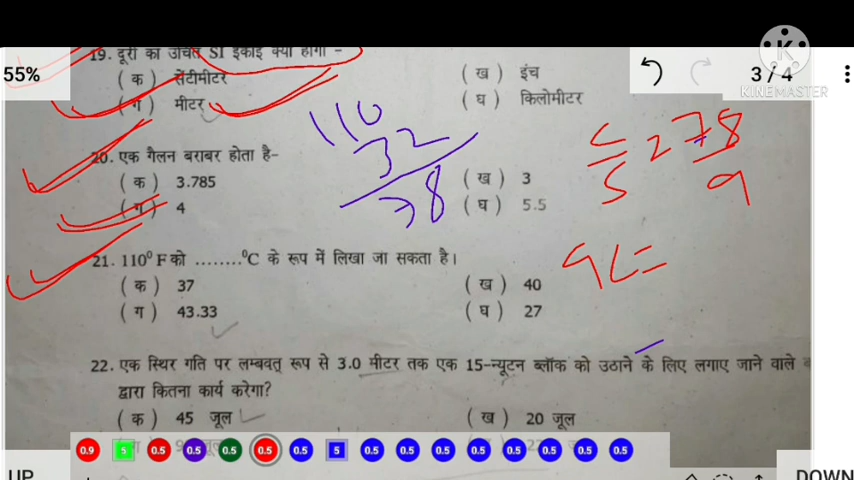 55%
3 / 4
KINEMASTER
19. दूरी की उचित SI इकाई क्या होगी -
( क ) सेंटीमीटर ( ख ) इंच
( ग ) मीटर ( घ ) किलोमीटर
20. एक गैलन बराबर होता है-
( क ) 3.785 ( ख ) 3
( ग ) 4 ( घ ) 5.5
110
32
78
C/5 = 78/9
9C=
21. 110⁰ F को ........⁰C के रूप में लिखा जा सकता है।
( क ) 37 ( ख ) 40
( ग ) 43.33 ( घ ) 27
22. एक स्थिर गति पर लम्बवत् रूप से 3.0 मीटर तक एक 15-न्यूटन ब्लॉक को उठाने के लिए लगाए जाने वाले
द्वारा कितना कार्य करेगा?
( क ) 45 जूल ( ख ) 20 जूल
0.9 5 0.5 0.5 0.5 0.5 0.5 5 0.5 0.5 0.5 0.5 0.5 0.5 0.5 0.5
UP DOWN